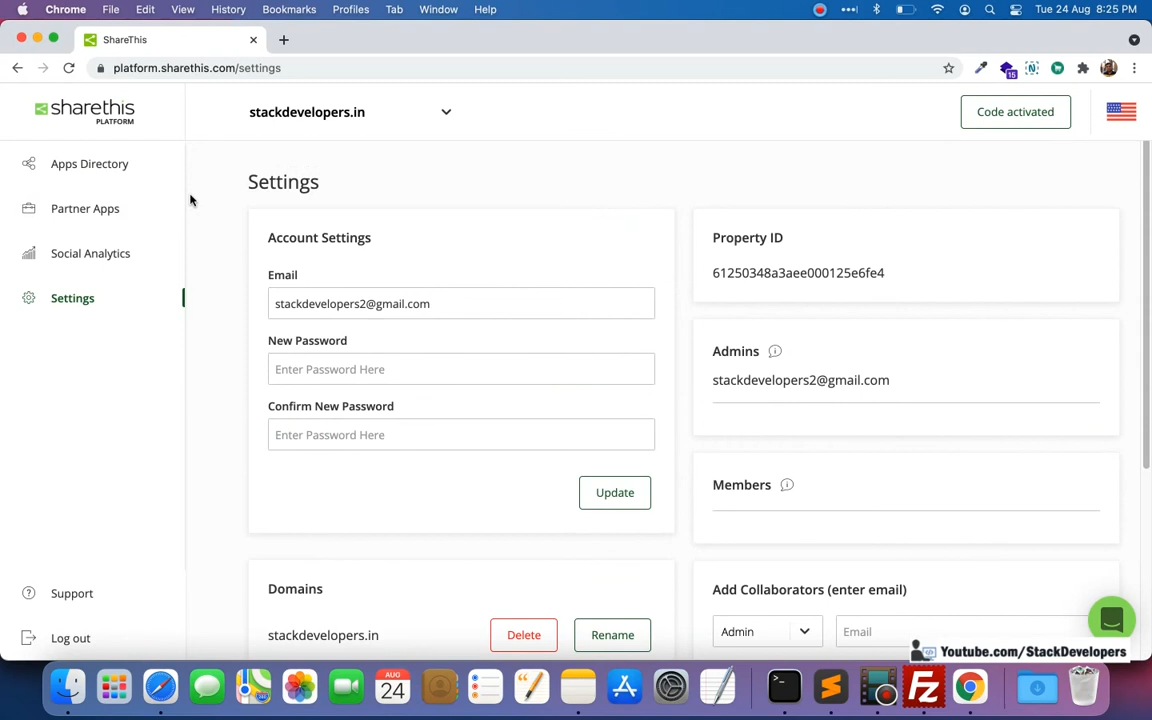 Chrome File Edit View History Bookmarks Profiles Tab Window Help Tue 24 Aug 8:25 PM
ShareThis
platform.sharethis.com/settings
15
sharethis
PLATFORM
stackdevelopers.in
Code activated
Apps Directory
Partner Apps
Social Analytics
Settings
Support
Log out
Settings
Account Settings
Email
stackdevelopers2@gmail.com
New Password
Enter Password Here
Confirm New Password
Enter Password Here
Update
Domains
stackdevelopers.in Delete Rename
Property ID
61250348a3aee000125e6fe4
Admins
stackdevelopers2@gmail.com
Members
Add Collaborators (enter email)
Admin Email
Youtube.com/StackDevelopers
AUG
24